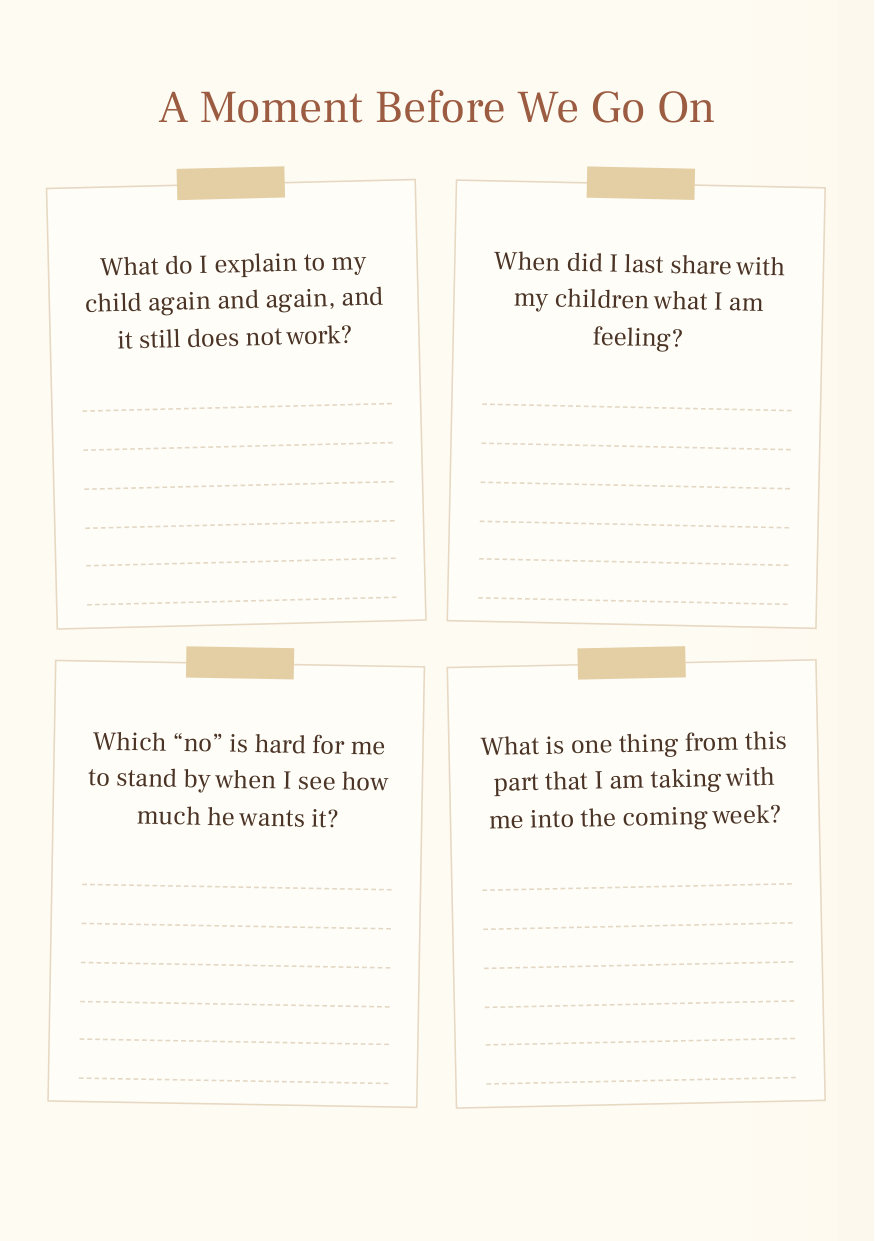 A Moment Before We Go On
What do I explain to my
child again and again, and
it still does not work?
When did I last share with
my children what I am
feeling?
Which “no” is hard for me
to stand by when I see how
much he wants it?
What is one thing from this
part that I am taking with
me into the coming week?